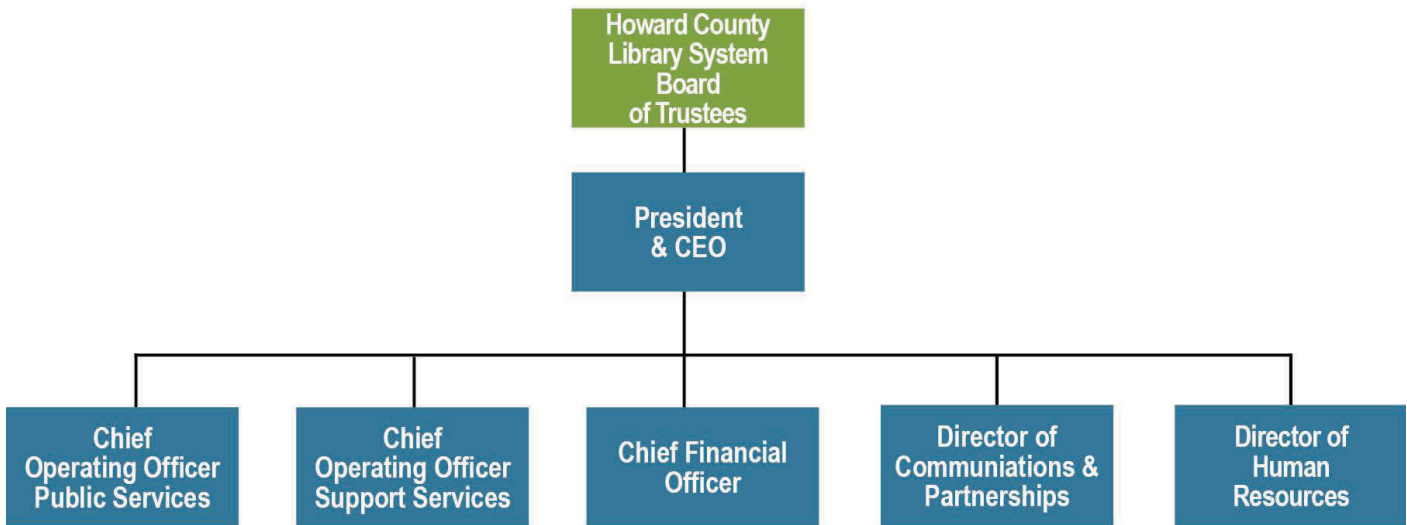 Howard County
Library System
Board
of Trustees
President
& CEO
Chief
Operating Officer
Public Services
Chief
Operating Officer
Support Services
Chief Financial
Officer
Director of
Communiations &
Partnerships
Director of
Human
Resources